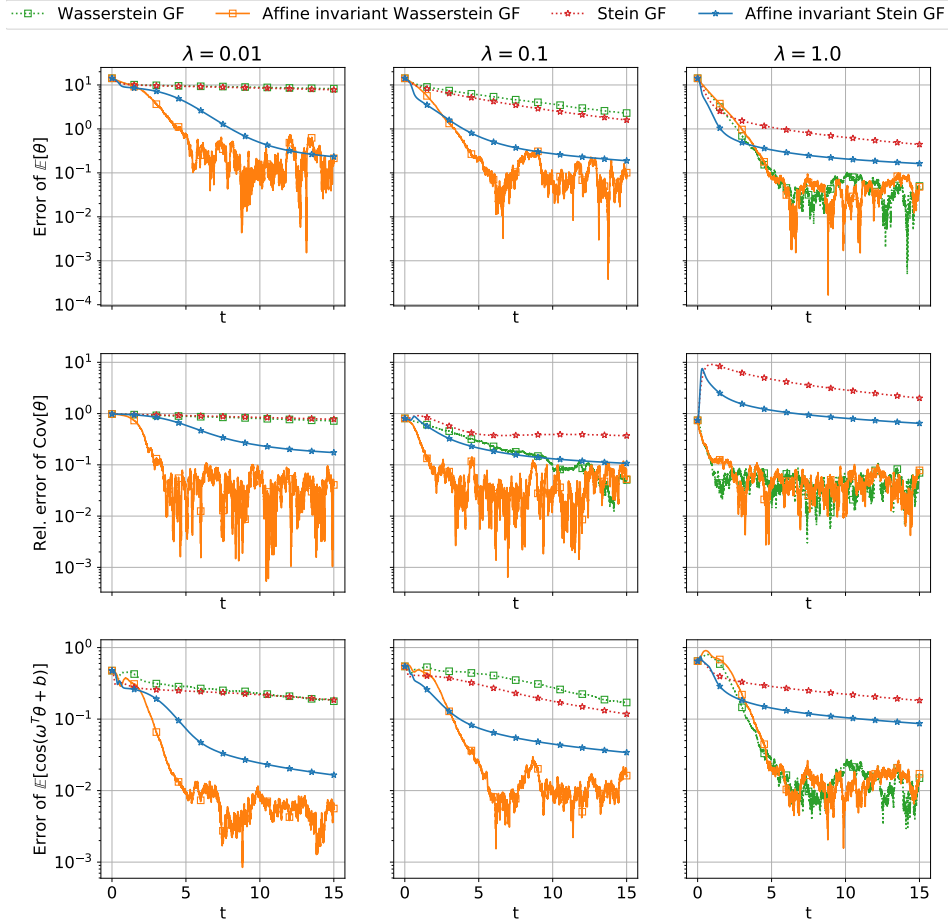 Wasserstein GF Affine invariant Wasserstein GF Stein GF Affine invariant Stein GF
λ = 0.01 λ = 0.1 λ = 1.0
Error of 𝔼[θ]
10¹
10⁰
10⁻¹
10⁻²
10⁻³
10⁻⁴
t t t
Rel. error of Cov[θ]
10¹
10⁰
10⁻¹
10⁻²
10⁻³
t t t
Error of 𝔼[cos(ωᵀθ + b)]
10⁰
10⁻¹
10⁻²
10⁻³
0 5 10 15 0 5 10 15 0 5 10 15
t t t